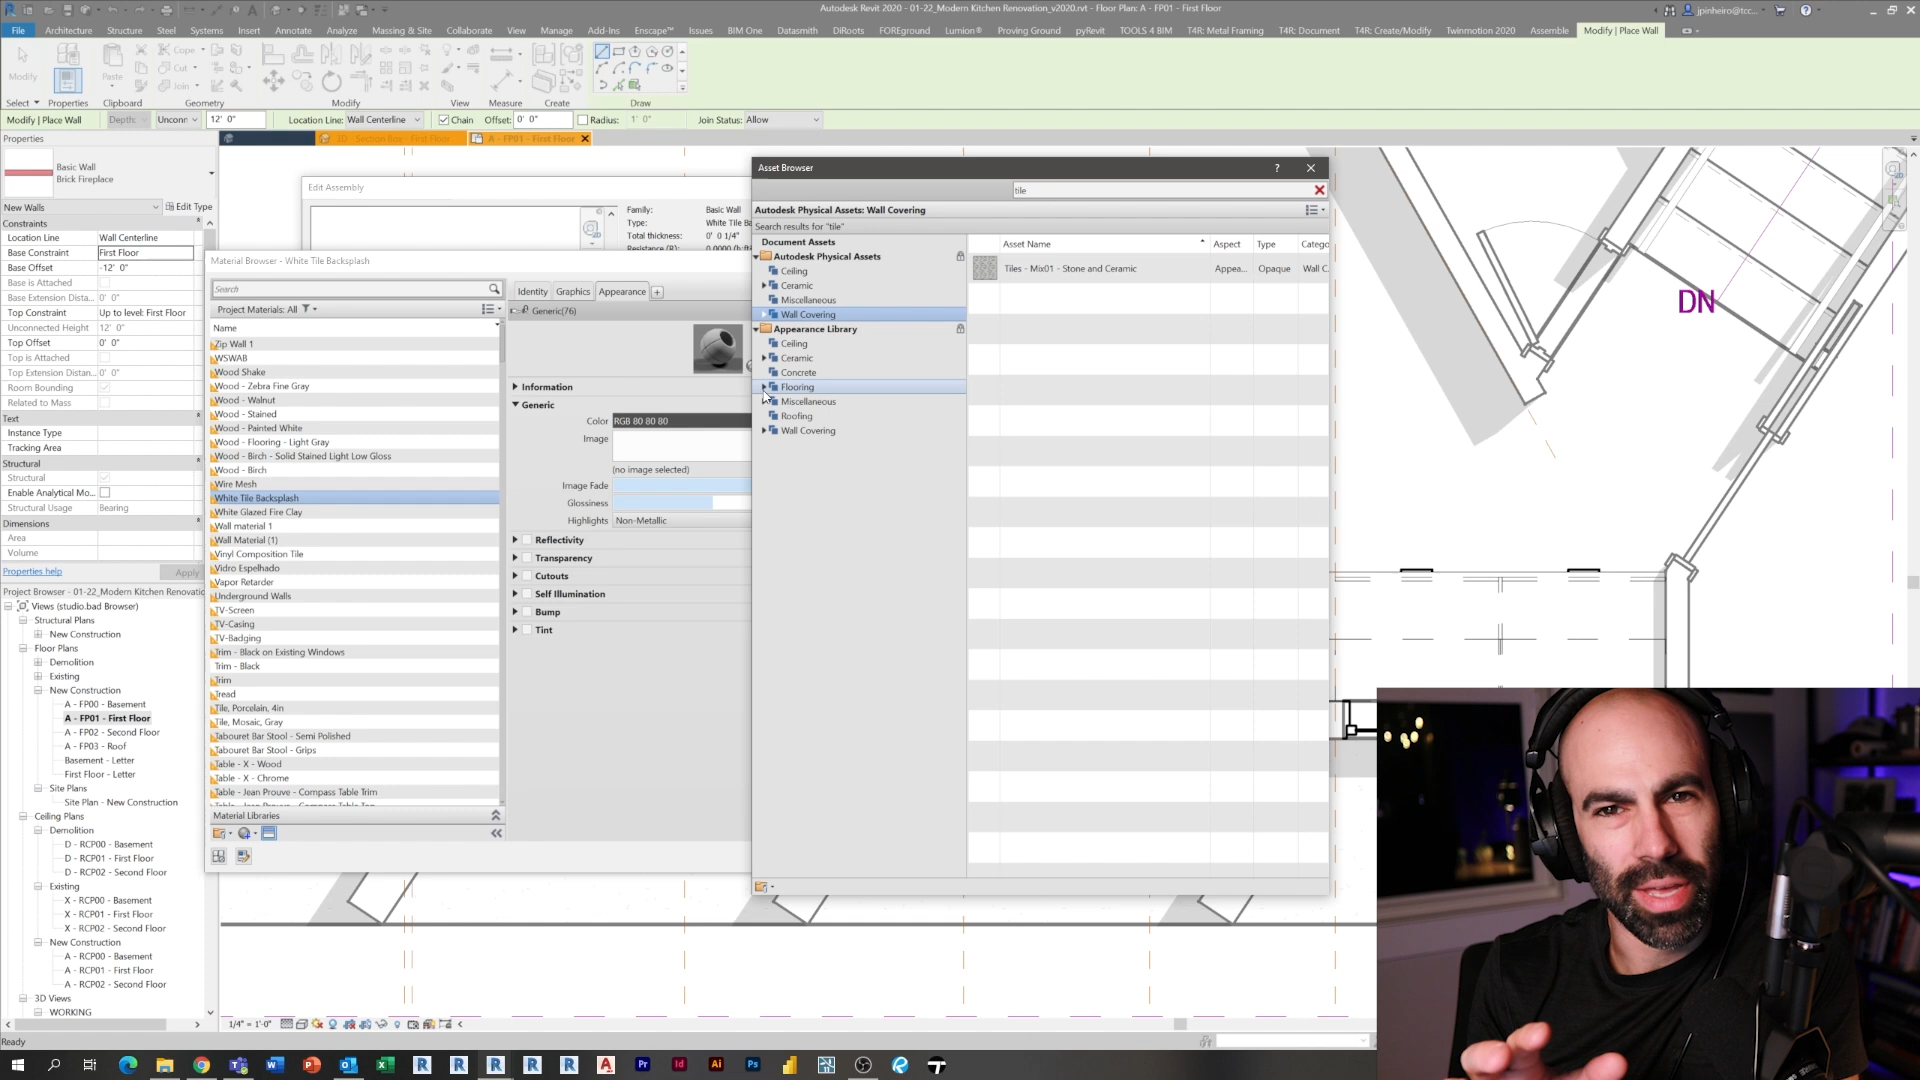 Autodesk Revit 2020 - 01-22_Modern Kitchen Renovation_v2020.rvt - Floor Plan: A - FP01 - First Floor
jpinheiro@tcc...
File Architecture Structure Steel Systems Insert Annotate Analyze Massing & Site Collaborate View Manage Add-Ins Enscape™ Issues BIM One Datasmith DiRoots FOREground Lumion® Proving Ground pyRevit TOOLS 4 BIM T4R: Metal Framing T4R: Document T4R: Create/Modify Twinmotion 2020 Assemble Modify | Place Wall
Modify Paste Cope Cut Join
Select Properties Clipboard Geometry Modify View Measure Create Draw
Modify | Place Wall Depth: Unconn 12' 0" Location Line: Wall Centerline Chain Offset: 0' 0" Radius: 1' 0" Join Status: Allow
A - FP01 - First Floor
Properties
Basic Wall
Brick Fireplace
New Walls Edit Type
Constraints
Location Line Wall Centerline
Base Constraint First Floor
Base Offset -12' 0"
Base is Attached
Base Extension Dista... 0' 0"
Top Constraint Up to level: First Floor
Unconnected Height 12' 0"
Top Offset 0' 0"
Top is Attached
Top Extension Distan... 0' 0"
Room Bounding
Related to Mass
Text
Instance Type
Tracking Area
Structural
Structural
Enable Analytical Mo...
Structural Usage Bearing
Dimensions
Area
Volume
Properties help Apply
Project Browser - 01-22_Modern Kitchen Renovatio
Views (studio.bad Browser)
Structural Plans
New Construction
Floor Plans
Demolition
Existing
New Construction
A - FP00 - Basement
A - FP01 - First Floor
A - FP02 - Second Floor
A - FP03 - Roof
Basement - Letter
First Floor - Letter
Site Plans
Site Plan - New Construction
Ceiling Plans
Demolition
D - RCP00 - Basement
D - RCP01 - First Floor
D - RCP02 - Second Floor
Existing
X - RCP00 - Basement
X - RCP01 - First Floor
X - RCP02 - Second Floor
New Construction
A - RCP00 - Basement
A - RCP01 - First Floor
A - RCP02 - Second Floor
3D Views
WORKING
Ready
Edit Assembly
Family: Basic Wall
Type: White Tile Ba
Total thickness: 0' 0 1/4"
Material Browser - White Tile Backsplash
Search
Project Materials: All
Name
Zip Wall 1
WSWAB
Wood Shake
Wood - Zebra Fine Gray
Wood - Walnut
Wood - Stained
Wood - Painted White
Wood - Flooring - Light Gray
Wood - Birch - Solid Stained Light Low Gloss
Wood - Birch
Wire Mesh
White Tile Backsplash
White Glazed Fire Clay
Wall material 1
Wall Material (1)
Vinyl Composition Tile
Vidro Espelhado
Vapor Retarder
Underground Walls
TV-Screen
TV-Casing
TV-Badging
Trim - Black on Existing Windows
Trim - Black
Trim
Tread
Tile, Porcelain, 4in
Tile, Mosaic, Gray
Tabouret Bar Stool - Semi Polished
Tabouret Bar Stool - Grips
Table - X - Wood
Table - X - Chrome
Table - Jean Prouve - Compass Table Trim
Material Libraries
Identity Graphics Appearance
Generic(76)
Information
Generic
Color RGB 80 80 80
Image
(no image selected)
Image Fade
Glossiness
Highlights Non-Metallic
Reflectivity
Transparency
Cutouts
Self Illumination
Bump
Tint
Asset Browser
tile
Autodesk Physical Assets: Wall Covering
Search results for "tile"
Document Assets
Autodesk Physical Assets
Ceiling
Ceramic
Miscellaneous
Wall Covering
Appearance Library
Ceiling
Ceramic
Concrete
Flooring
Miscellaneous
Roofing
Wall Covering
Asset Name Aspect Type Catego
Tiles - Mix01 - Stone and Ceramic Appea... Opaque Wall C...
DN
1/4" = 1'-0"